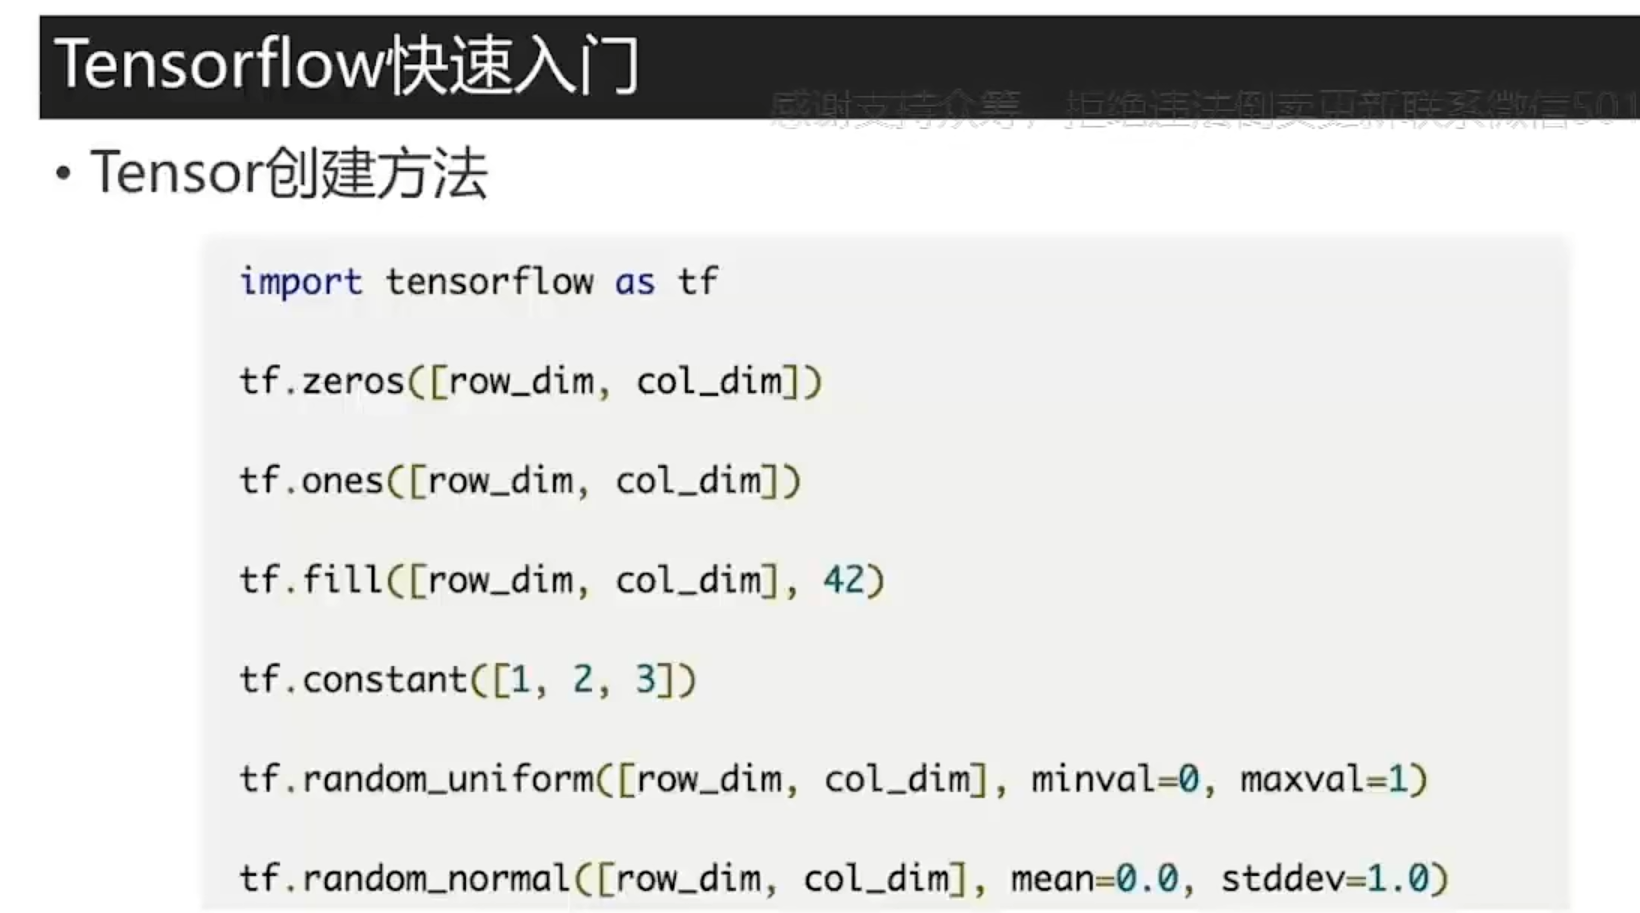 Tensorflow快速入门
感谢支持众筹，拒绝违法倒卖更新联系微信501
• Tensor创建方法
import tensorflow as tf
tf.zeros([row_dim, col_dim])
tf.ones([row_dim, col_dim])
tf.fill([row_dim, col_dim], 42)
tf.constant([1, 2, 3])
tf.random_uniform([row_dim, col_dim], minval=0, maxval=1)
tf.random_normal([row_dim, col_dim], mean=0.0, stddev=1.0)